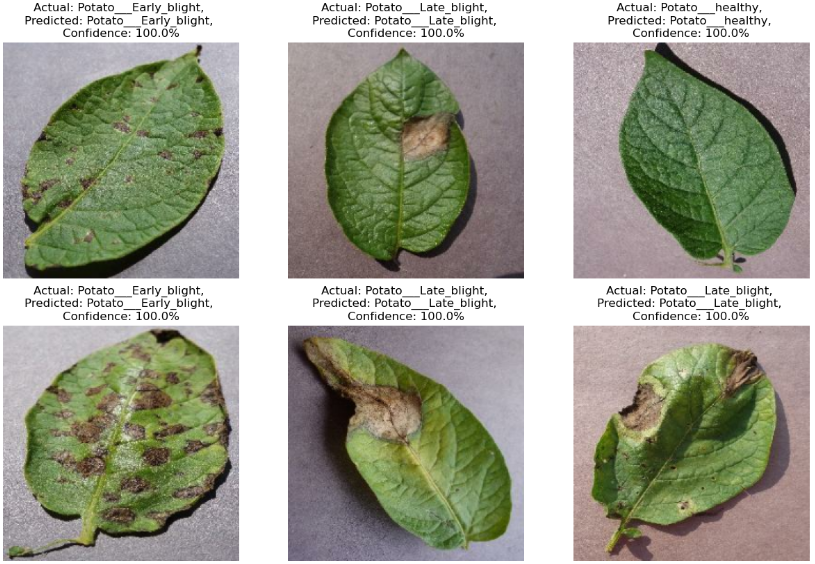 Actual: Potato___Early_blight,
Predicted: Potato___Early_blight,
Confidence: 100.0%
Actual: Potato___Late_blight,
Predicted: Potato___Late_blight,
Confidence: 100.0%
Actual: Potato___healthy,
Predicted: Potato___healthy,
Confidence: 100.0%
Actual: Potato___Early_blight,
Predicted: Potato___Early_blight,
Confidence: 100.0%
Actual: Potato___Late_blight,
Predicted: Potato___Late_blight,
Confidence: 100.0%
Actual: Potato___Late_blight,
Predicted: Potato___Late_blight,
Confidence: 100.0%